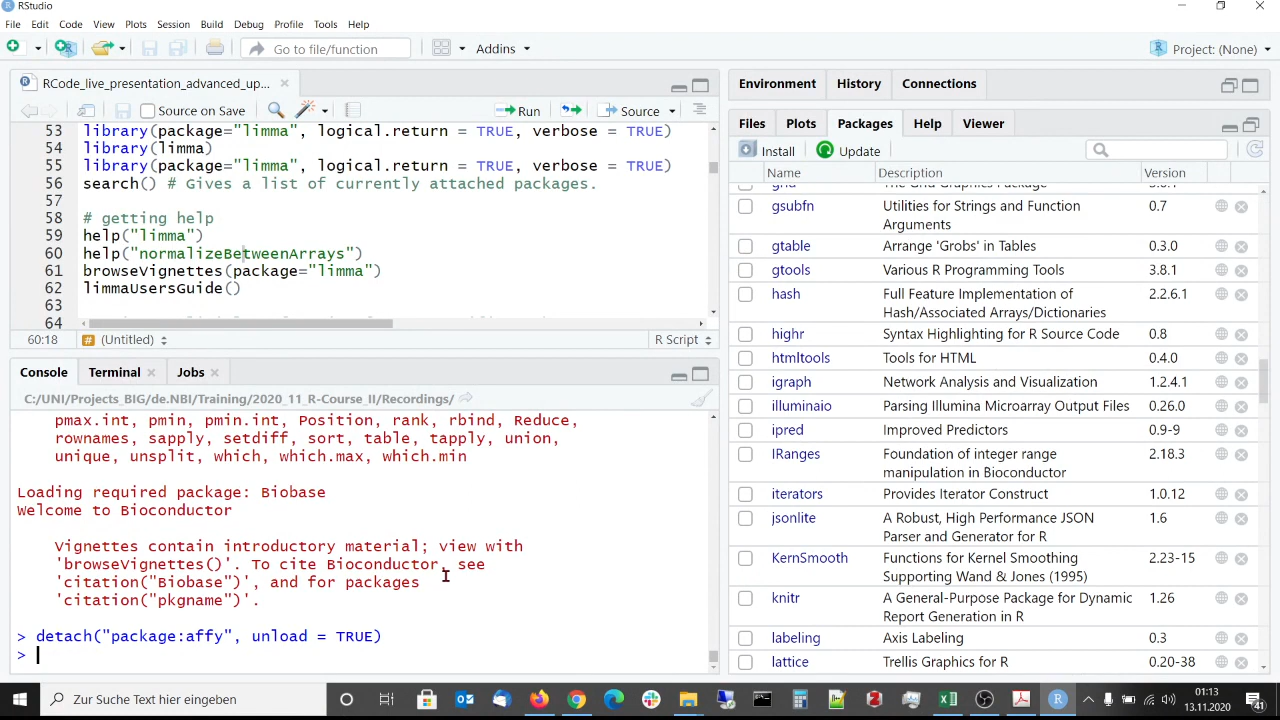 RStudio
File Edit Code View Plots Session Build Debug Profile Tools Help
Go to file/function Addins Project: (None)
RCode_live_presentation_advanced_up...
Source on Save Run Source
53 library(package="limma", logical.return = TRUE, verbose = TRUE)
54 library(limma)
55 library(package="limma", logical.return = TRUE, verbose = TRUE)
56 search() # Gives a list of currently attached packages.
57
58 # getting help
59 help("limma")
60 help("normalizeBetweenArrays")
61 browseVignettes(package="limma")
62 limmaUsersGuide()
63
64
60:18 # (Untitled) R Script
Console Terminal Jobs
C:/UNI/Projects_BIG/de.NBI/Training/2020_11_R-Course_II/Recordings/
pmax.int, pmin, pmin.int, Position, rank, rbind, Reduce,
rownames, sapply, setdiff, sort, table, tapply, union,
unique, unsplit, which, which.max, which.min
Loading required package: Biobase
Welcome to Bioconductor
Vignettes contain introductory material; view with
'browseVignettes()'. To cite Bioconductor, see
'citation("Biobase")', and for packages
'citation("pkgname")'.
> detach("package:affy", unload = TRUE)
>
Environment History Connections
Files Plots Packages Help Viewer
Install Update
Name Description Version
grid The Grid Graphics Package
gsubfn Utilities for Strings and Function 0.7
Arguments
gtable Arrange 'Grobs' in Tables 0.3.0
gtools Various R Programming Tools 3.8.1
hash Full Feature Implementation of 2.2.6.1
Hash/Associated Arrays/Dictionaries
highr Syntax Highlighting for R Source Code 0.8
htmltools Tools for HTML 0.4.0
igraph Network Analysis and Visualization 1.2.4.1
illuminaio Parsing Illumina Microarray Output Files 0.26.0
ipred Improved Predictors 0.9-9
IRanges Foundation of integer range 2.18.3
manipulation in Bioconductor
iterators Provides Iterator Construct 1.0.12
jsonlite A Robust, High Performance JSON 1.6
Parser and Generator for R
KernSmooth Functions for Kernel Smoothing 2.23-15
Supporting Wand & Jones (1995)
knitr A General-Purpose Package for Dynamic 1.26
Report Generation in R
labeling Axis Labeling 0.3
lattice Trellis Graphics for R 0.20-38
Zur Suche Text hier eingeben
01:13
13.11.2020
41